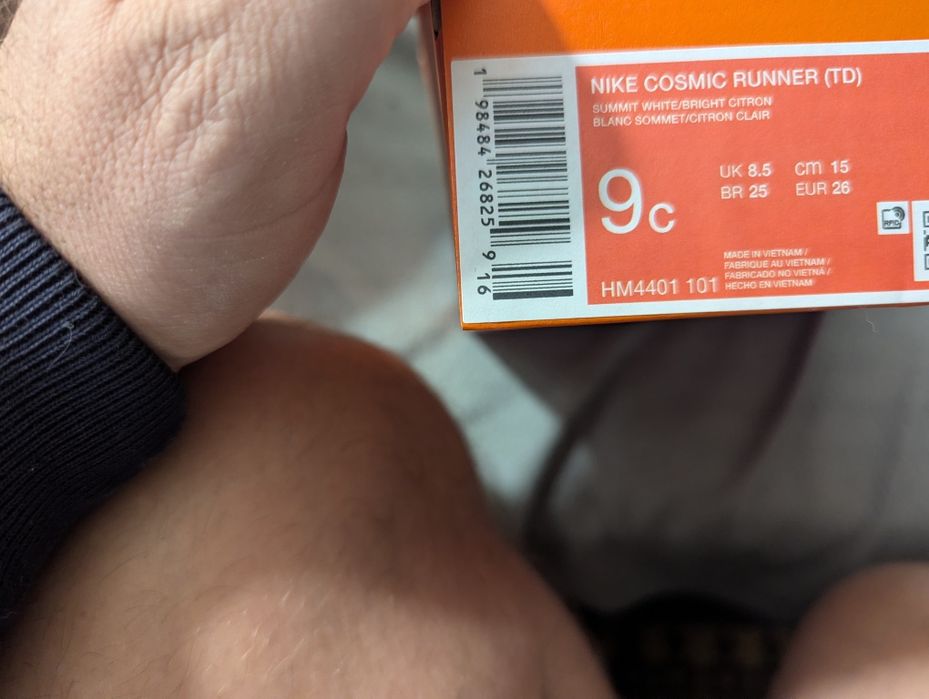 1 98484 26825 9 16
NIKE COSMIC RUNNER (TD)
SUMMIT WHITE/BRIGHT CITRON
BLANC SOMMET/CITRON CLAIR
9C
UK 8.5 cm 15
BR 25 EUR 26
RFID
HM4401 101
MADE IN VIETNAM /
FABRIQUE AU VIETNAM /
FABRICADO NO VIETNÁ /
HECHO EN VIETNAM